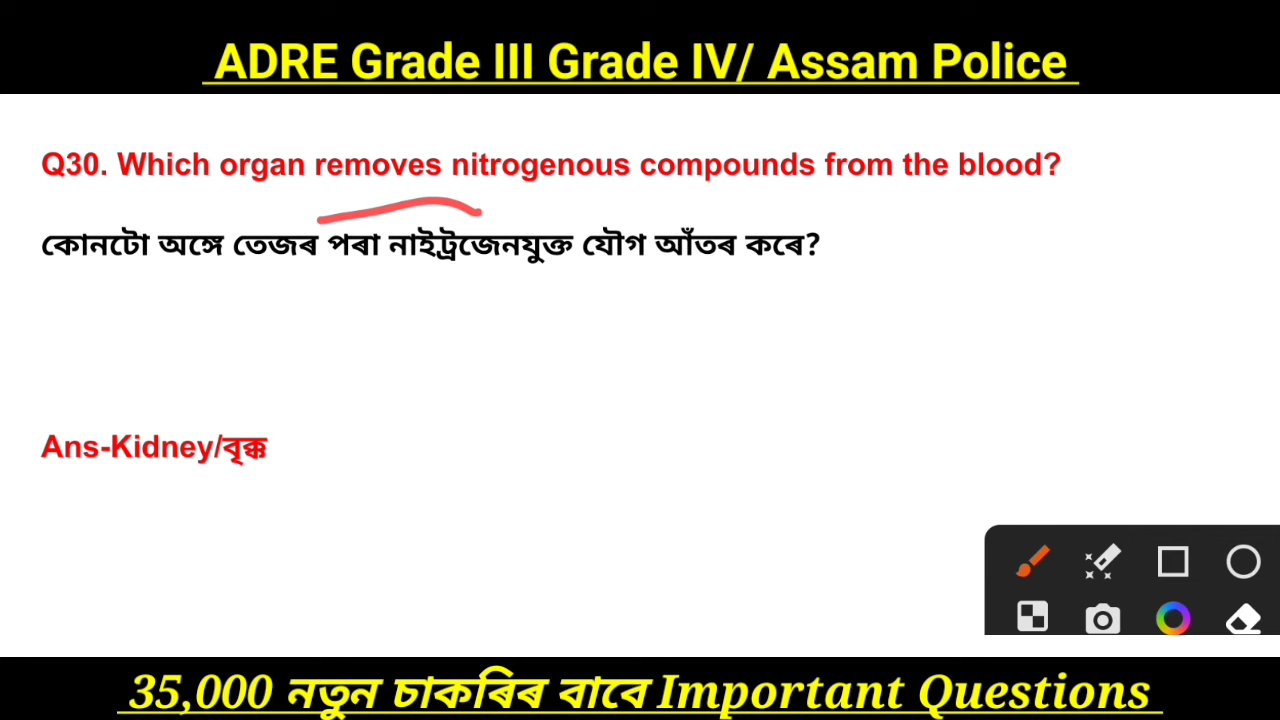 ADRE Grade III Grade IV/ Assam Police
Q30. Which organ removes nitrogenous compounds from the blood?
কোনটো অঙ্গে তেজৰ পৰা নাইট্ৰজেনযুক্ত যৌগ আঁতৰ কৰে?
Ans-Kidney/বৃক্ক
35,000 নতুন চাকৰিৰ বাবে Important Questions